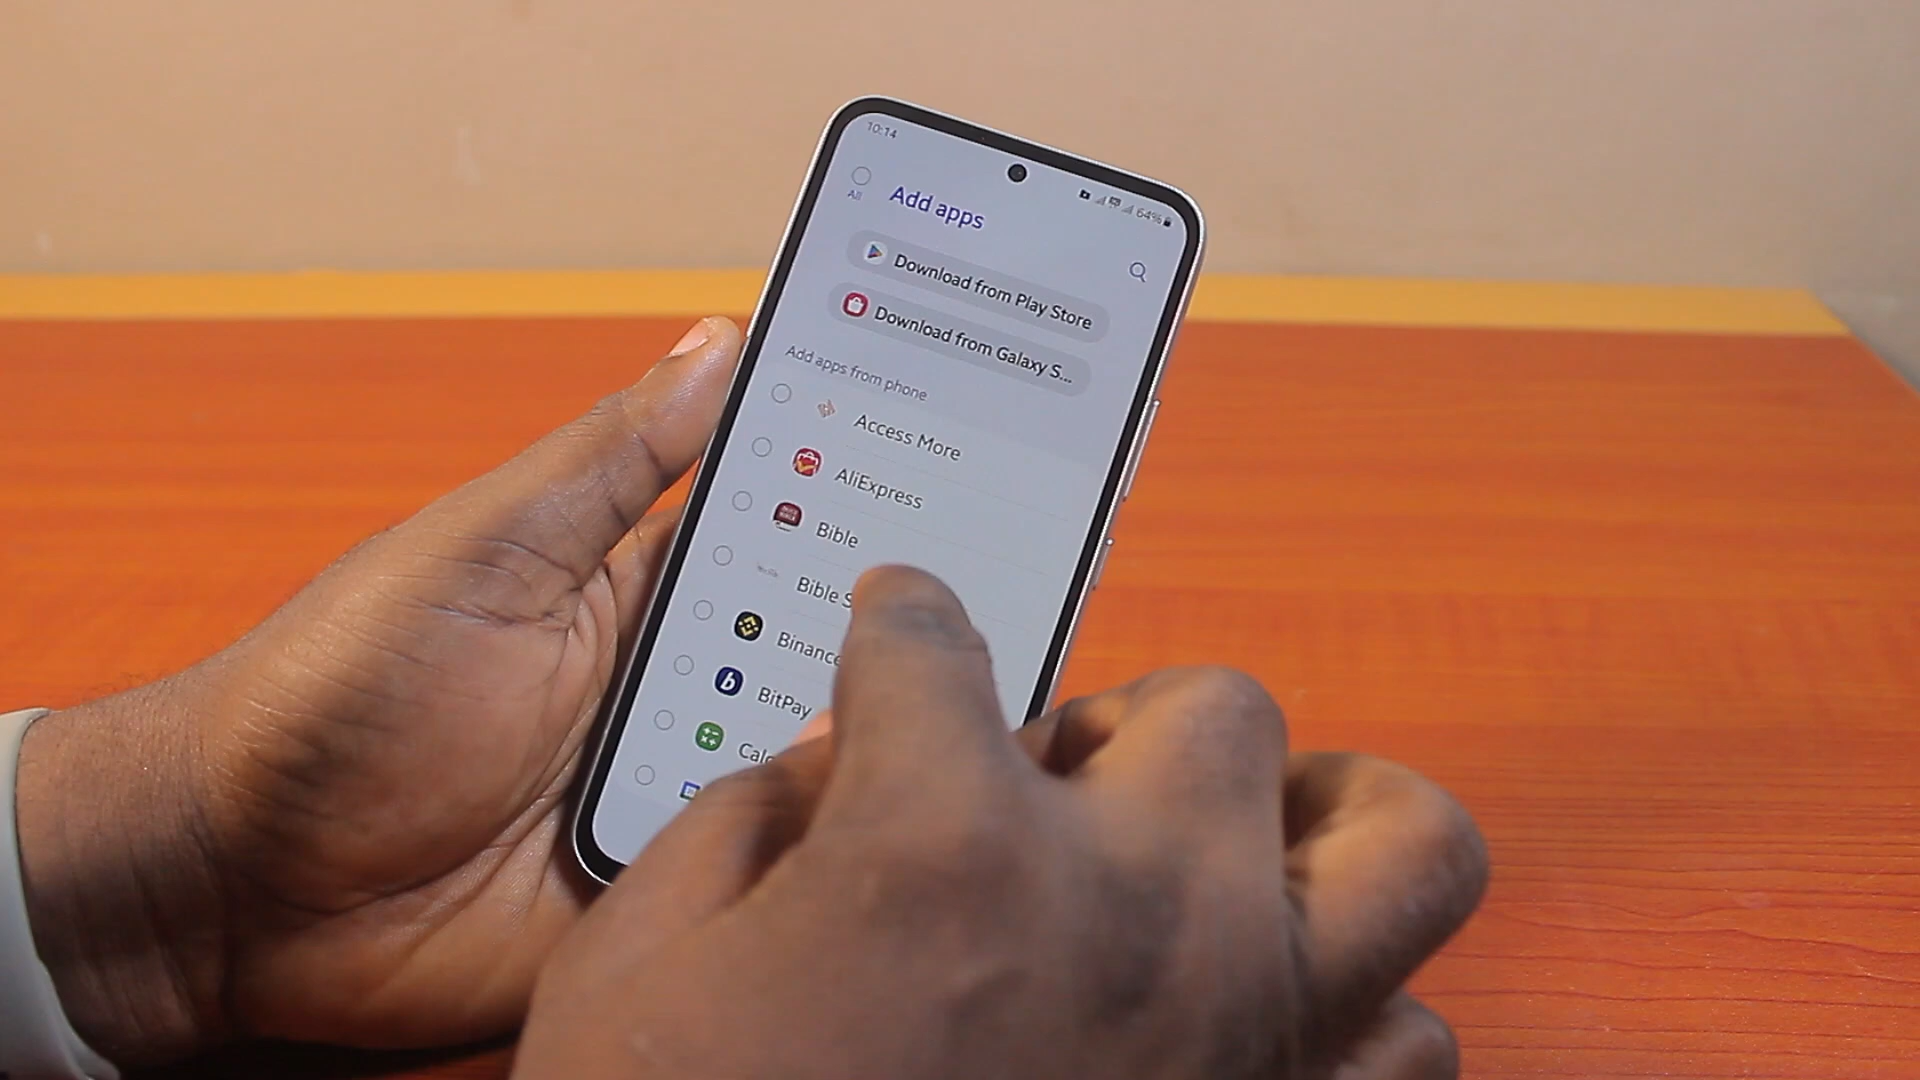 10:14
64%
All
Add apps
Download from Play Store
Download from Galaxy S...
Add apps from phone
Access More
AliExpress
Bible
Bible S
Binance
BitPay
Calc